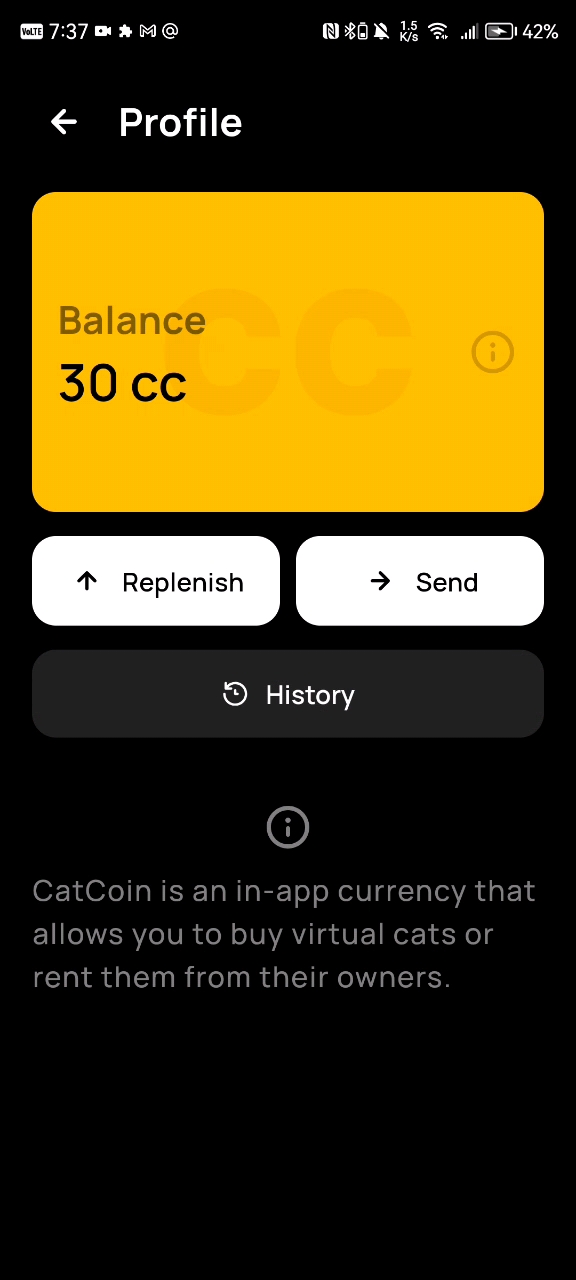 VoLTE 7:37 1.5 K/s 42%
Profile
cc
Balance
30 cc
Replenish Send
History
CatCoin is an in-app currency that
allows you to buy virtual cats or
rent them from their owners.